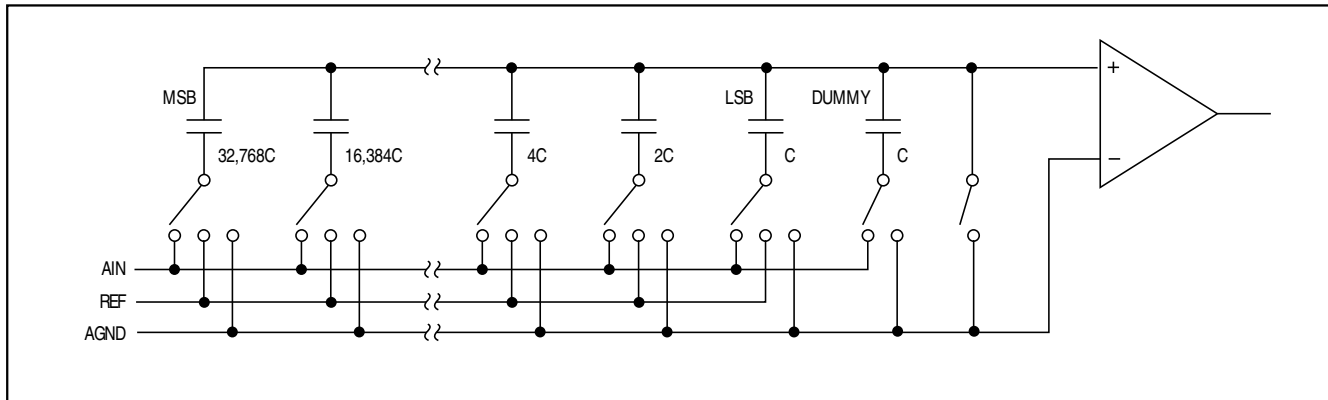 MSB
LSB
DUMMY
32,768C
16,384C
4C
2C
C
C
+
−
AIN
REF
AGND